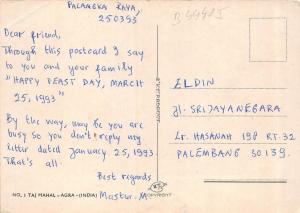 PALANGKA RAYA,
250393
Dear friend,
Through this postcard I say
to you and your family
"HAPPY FEAST DAY, MARCH
25, 1993"
By the way, may be you are
busy so you don't reply my
letter dated January 25, 1993.
That's all.
Best regards
Mastur.M
NO. 1 TAJ MAHAL - AGRA - (INDIA)
COPYRIGHT
ELDIN
Jl. SRIJAYANEGARA
Lr. HASANAH 198 RT.32
PALEMBANG 30139.